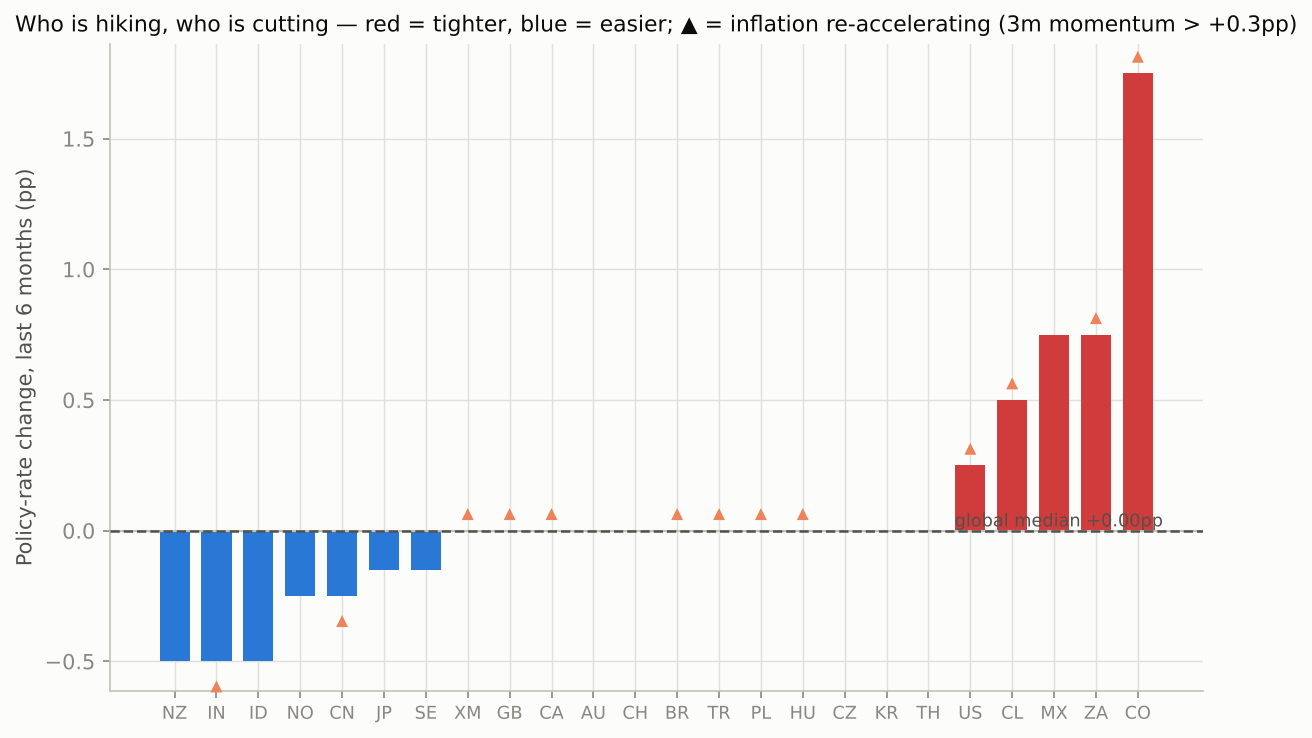 Who is hiking, who is cutting — red = tighter, blue = easier; ▲ = inflation re-accelerating (3m momentum > +0.3pp)
Policy-rate change, last 6 months (pp)
1.5
1.0
0.5
0.0
−0.5
global median +0.00pp
NZ IN ID NO CN JP SE XM GB CA AU CH BR TR PL HU CZ KR TH US CL MX ZA CO